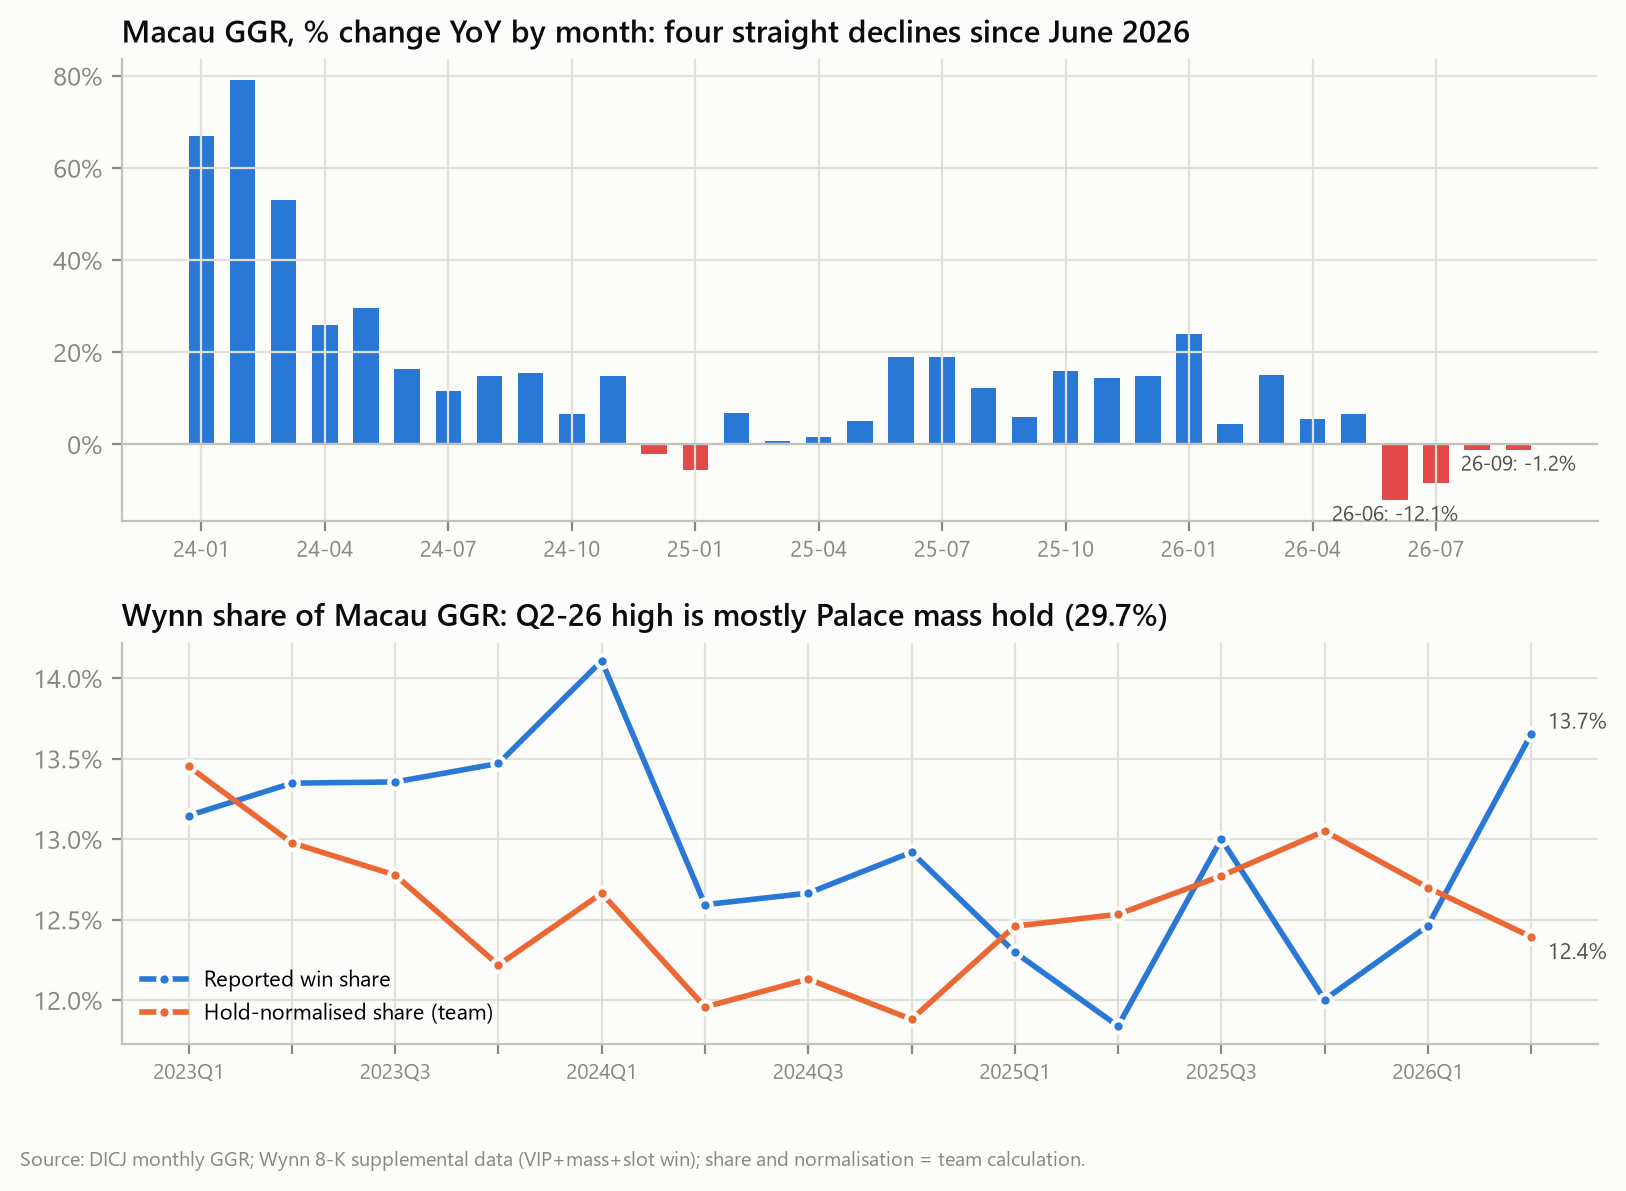 Macau GGR, % change YoY by month: four straight declines since June 2026
80%
60%
40%
20%
0%
26-09: -1.2%
26-06: -12.1%
24-01 24-04 24-07 24-10 25-01 25-04 25-07 25-10 26-01 26-04 26-07
Wynn share of Macau GGR: Q2-26 high is mostly Palace mass hold (29.7%)
14.0%
13.5%
13.0%
12.5%
12.0%
13.7%
12.4%
Reported win share
Hold-normalised share (team)
2023Q1 2023Q3 2024Q1 2024Q3 2025Q1 2025Q3 2026Q1
Source: DICJ monthly GGR; Wynn 8-K supplemental data (VIP+mass+slot win); share and normalisation = team calculation.